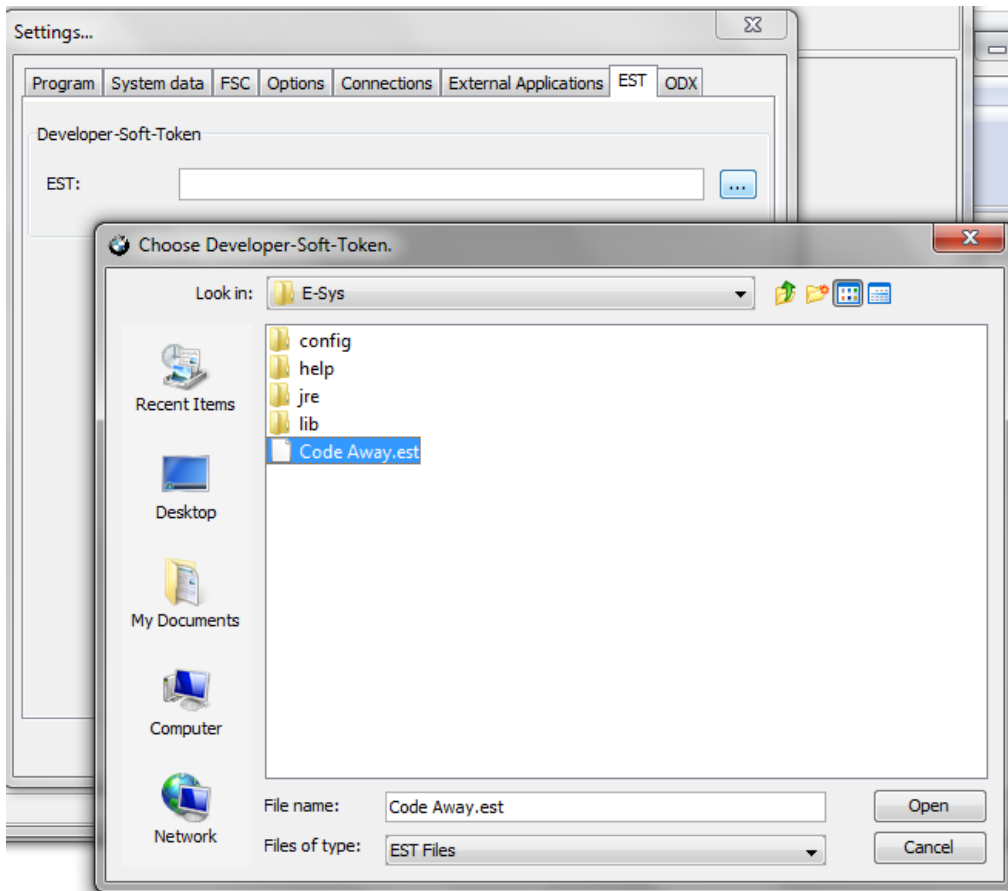 Settings...
Program System data FSC Options Connections External Applications EST ODX
Developer-Soft-Token
EST:
...
Choose Developer-Soft-Token.
Look in: E-Sys
config
help
jre
lib
Code Away.est
Recent Items
Desktop
My Documents
Computer
Network
File name: Code Away.est Open
Files of type: EST Files Cancel